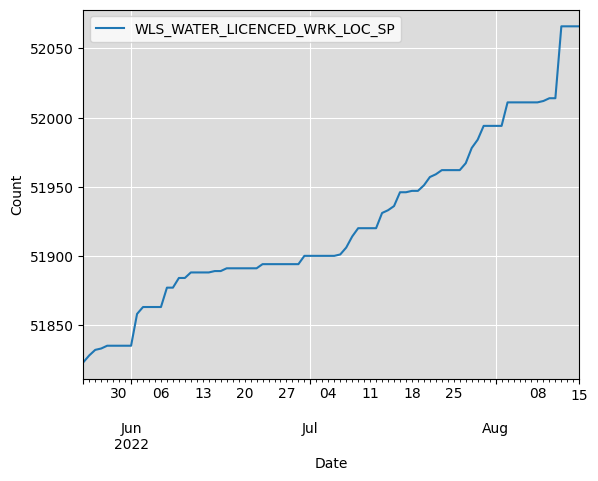 WLS_WATER_LICENCED_WRK_LOC_SP
52050
52000
51950
51900
51850
Count
30 06 13 20 27 04 11 18 25 08 15
Jun Jul Aug
2022
Date